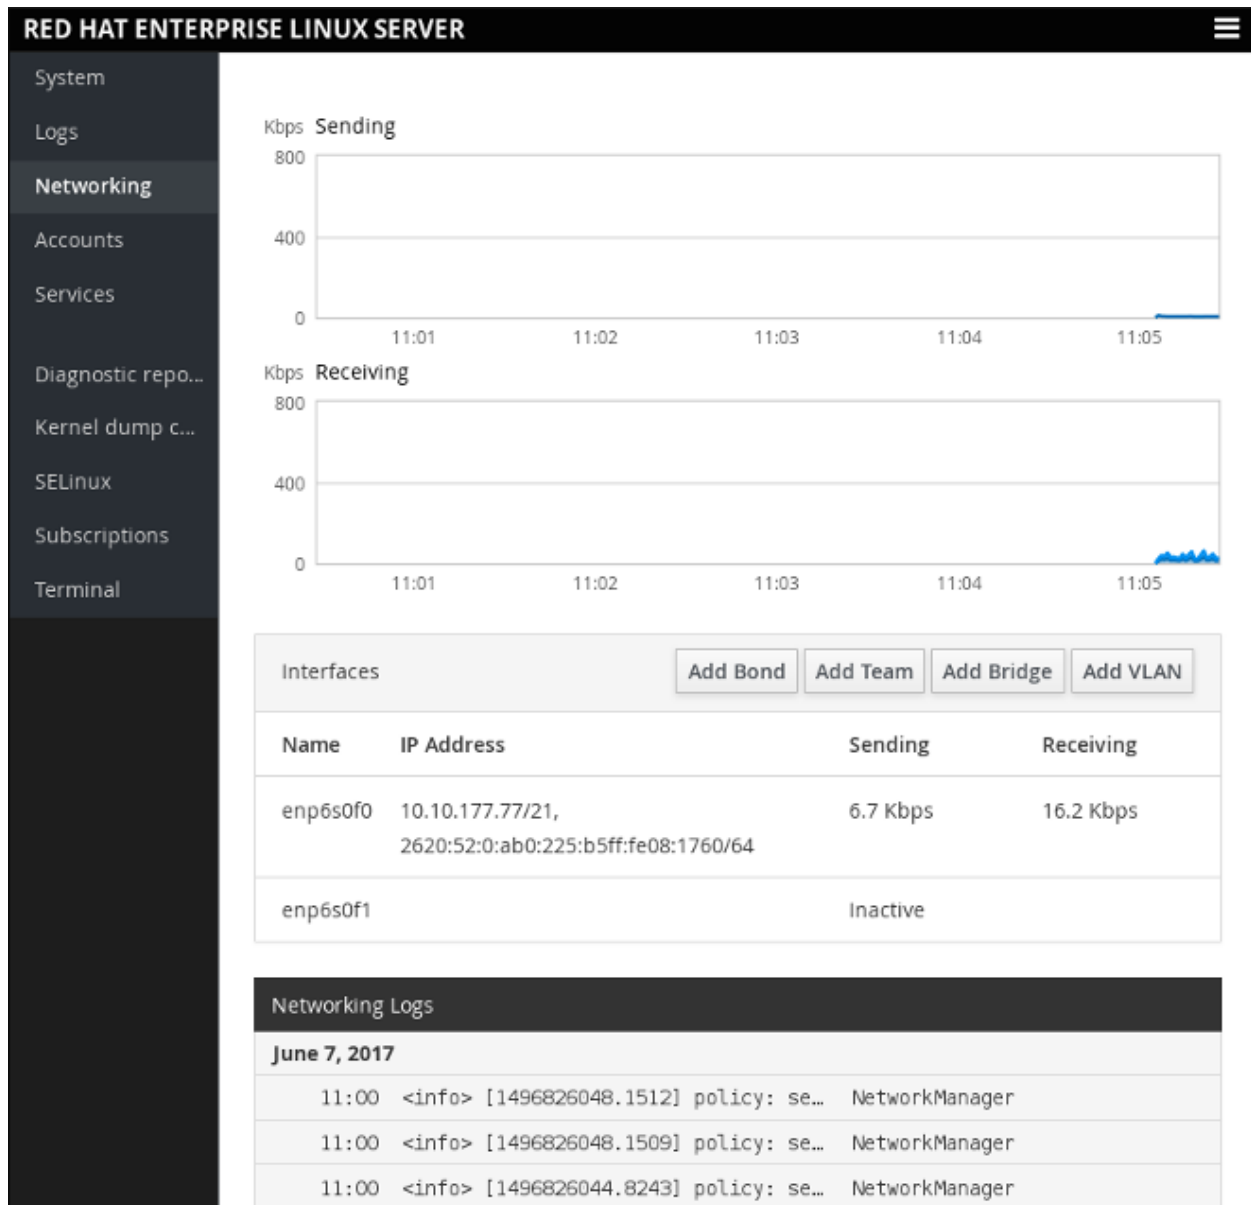 RED HAT ENTERPRISE LINUX SERVER
System
Logs
Networking
Accounts
Services
Diagnostic repo...
Kernel dump c...
SELinux
Subscriptions
Terminal
Kbps Sending
800
400
0
11:01 11:02 11:03 11:04 11:05
Kbps Receiving
800
400
0
11:01 11:02 11:03 11:04 11:05
Interfaces Add Bond Add Team Add Bridge Add VLAN
Name IP Address Sending Receiving
enp6s0f0 10.10.177.77/21, 6.7 Kbps 16.2 Kbps
2620:52:0:ab0:225:b5ff:fe08:1760/64
enp6s0f1 Inactive
Networking Logs
June 7, 2017
11:00 <info> [1496826048.1512] policy: se… NetworkManager
11:00 <info> [1496826048.1509] policy: se… NetworkManager
11:00 <info> [1496826044.8243] policy: se… NetworkManager